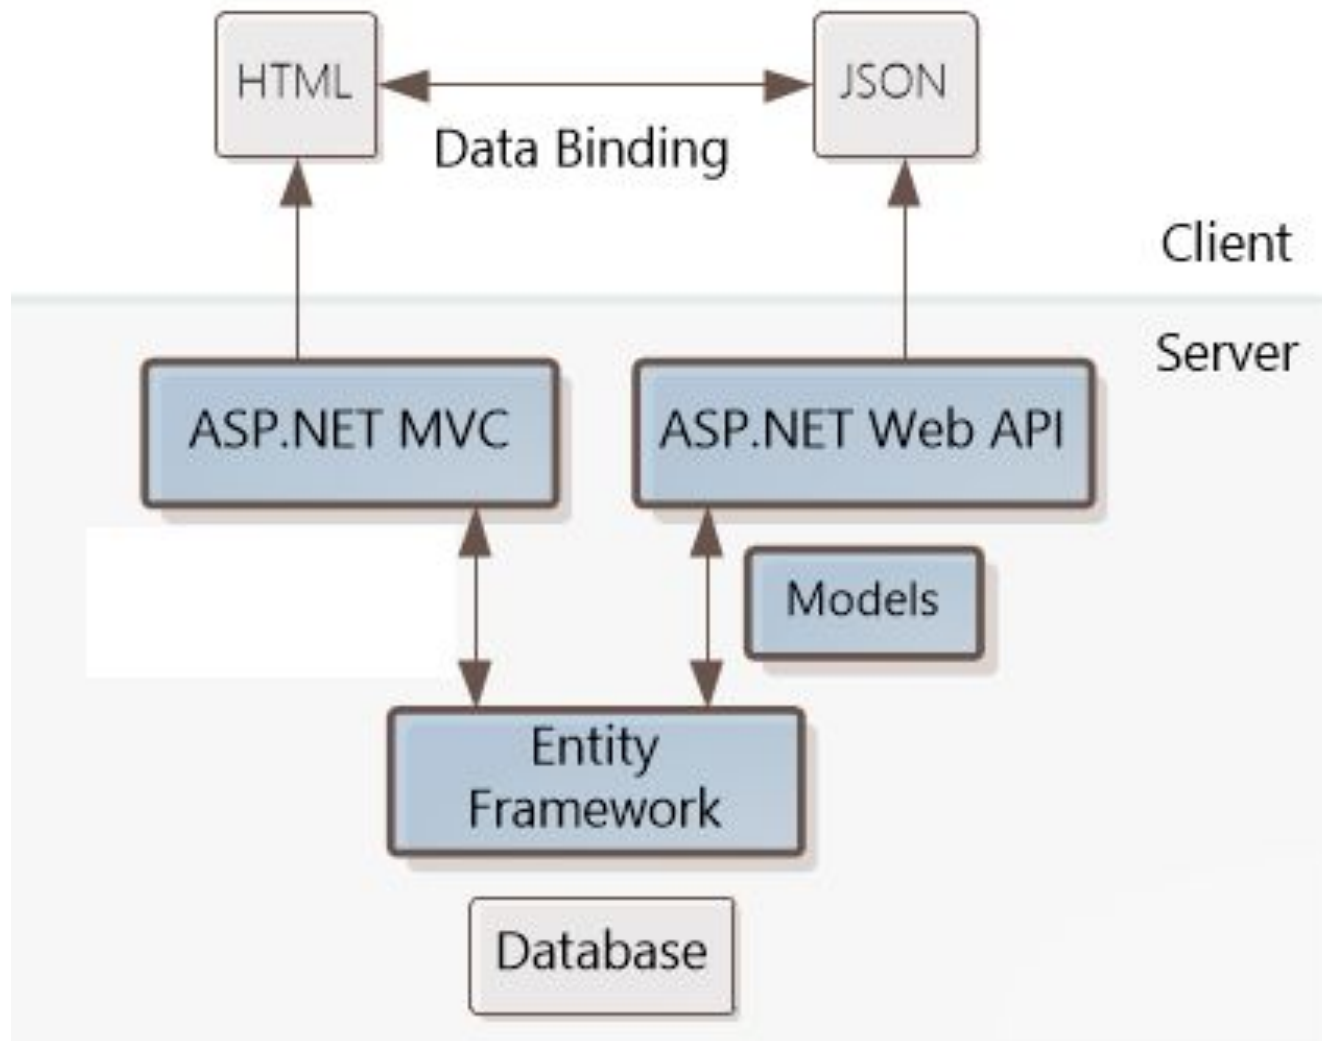 HTML
JSON
Data Binding
Client
Server
ASP.NET MVC
ASP.NET Web API
Models
Entity
Framework
Database